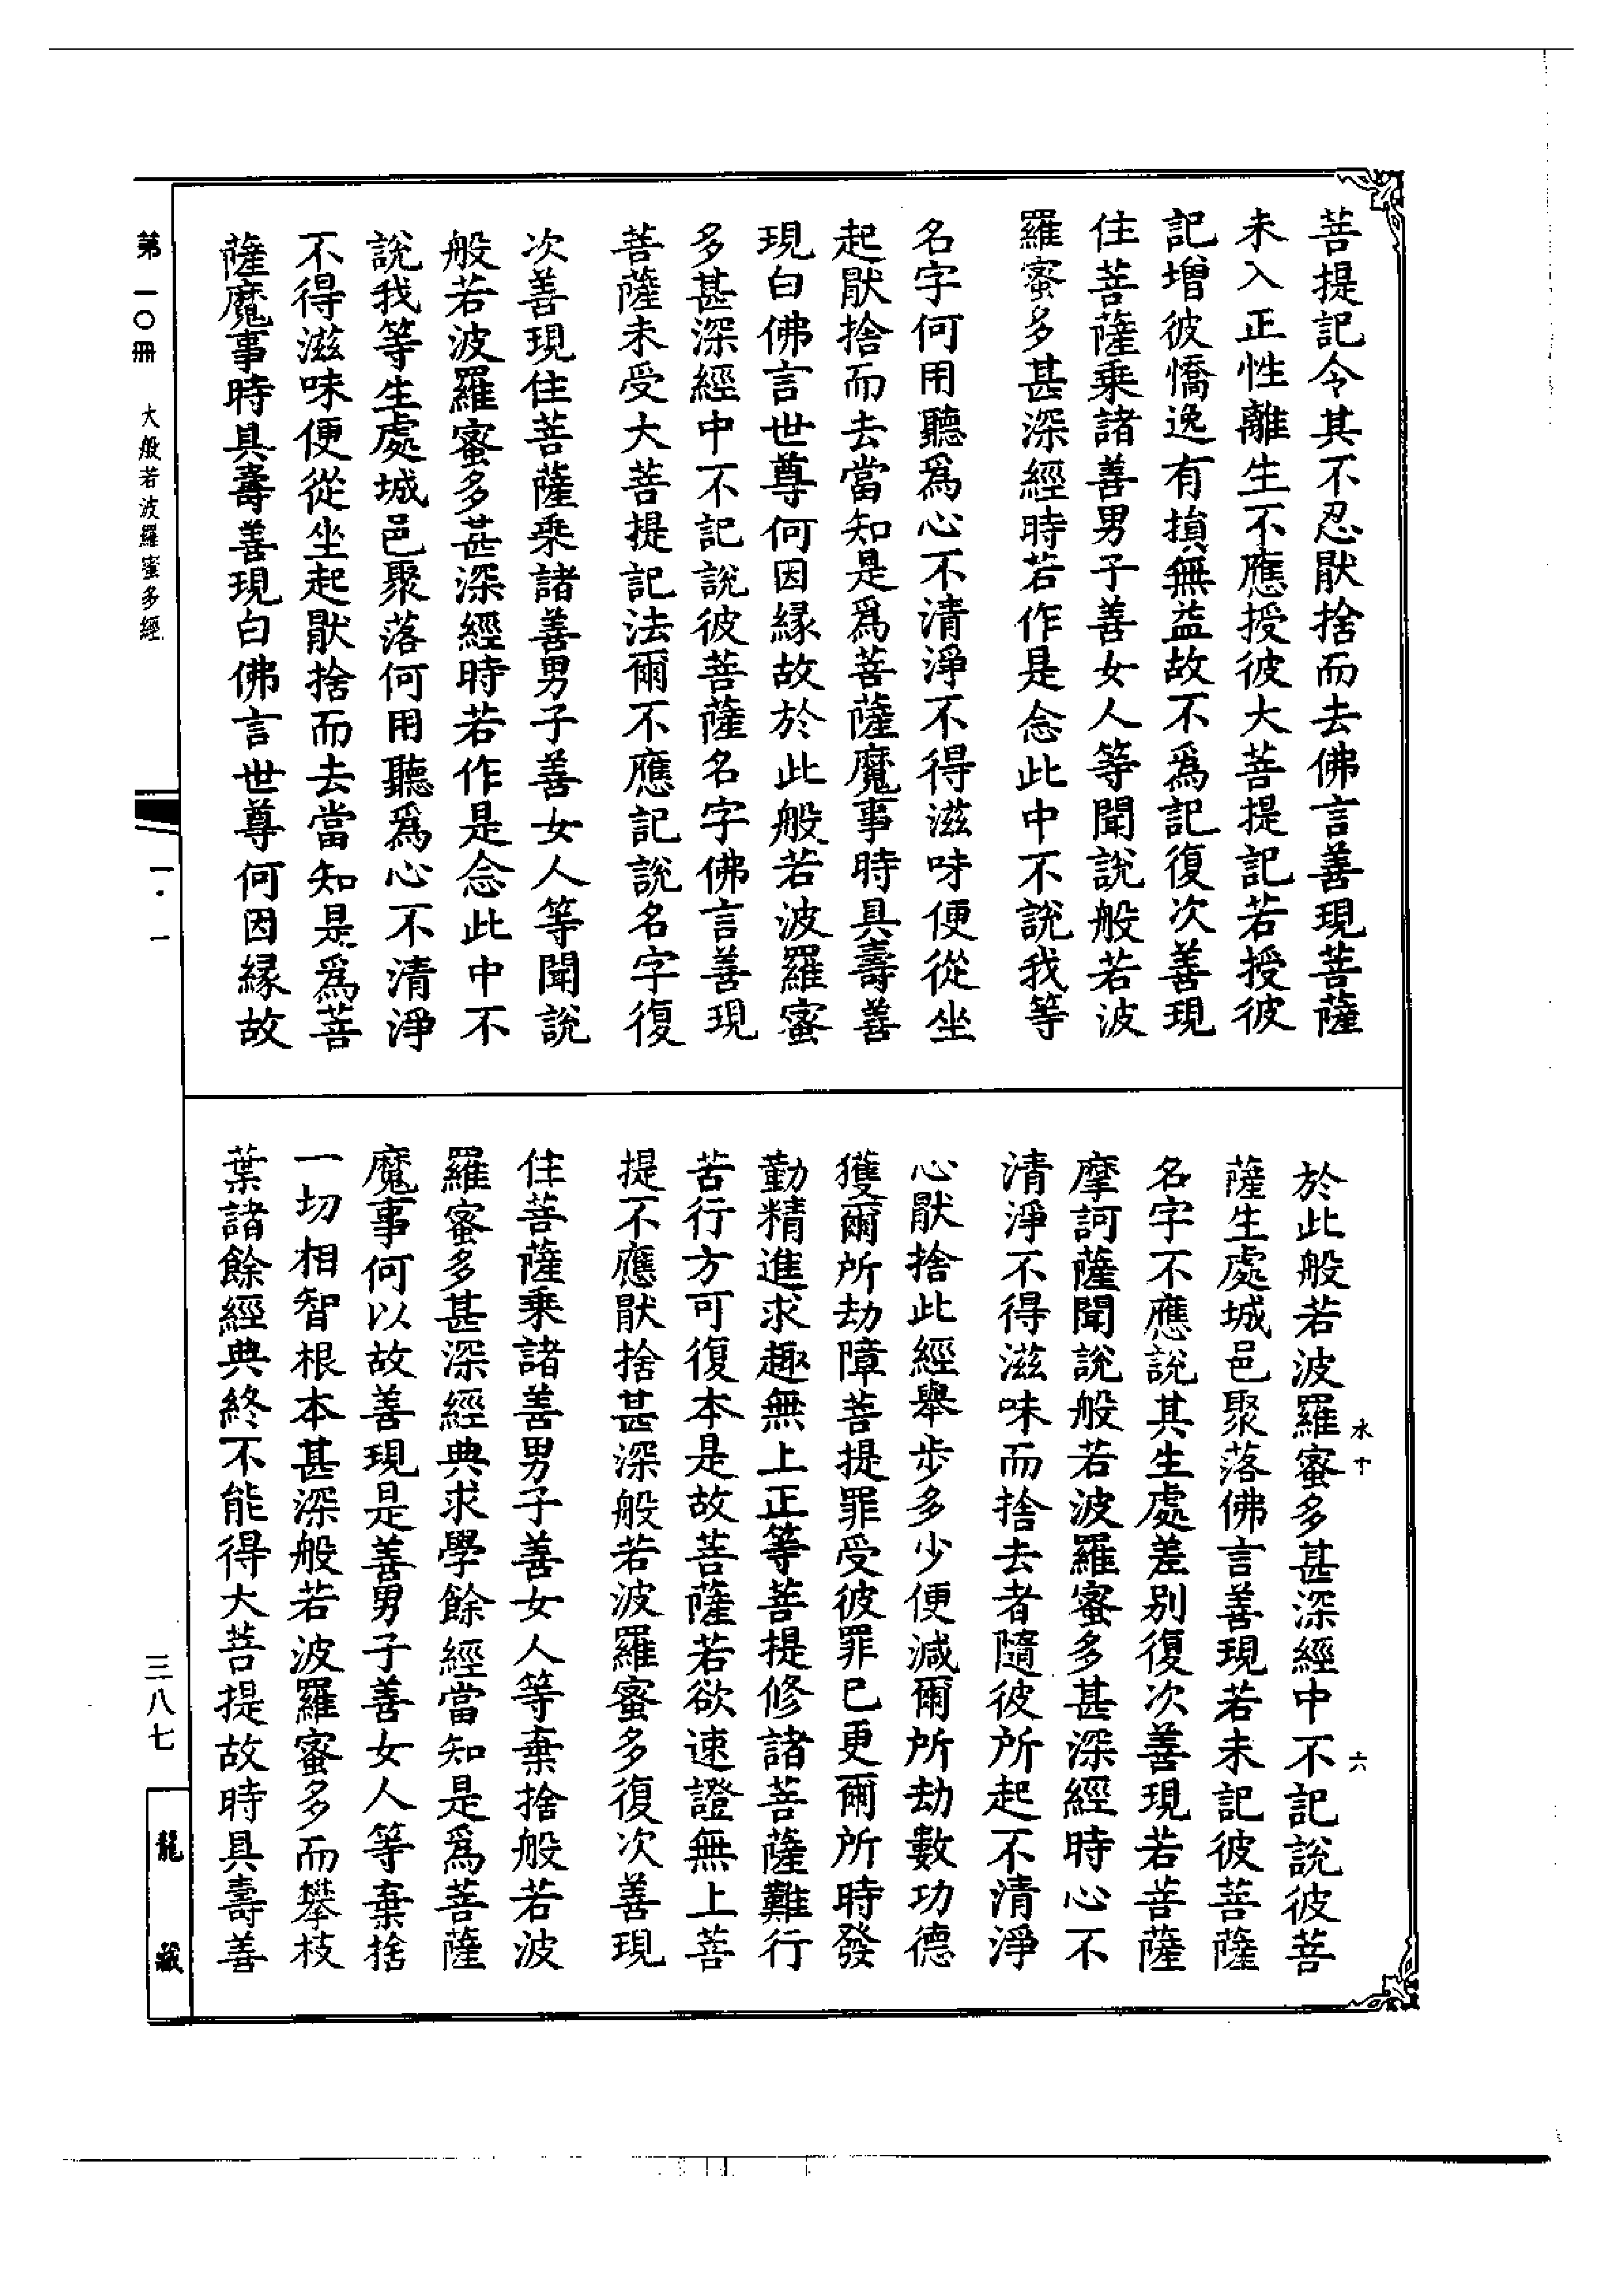 菩提記令其不忍猒捨而去佛言善現菩薩
未入正性離生不應授彼大菩提記若授彼
記增彼憍逸有損無益故不爲記復次善現
住菩薩乘諸善男子善女人等聞說般若波
羅蜜多甚深經時若作是念此中不說我等
名字何用聽爲心不清淨不得滋味便從坐
起猒捨而去當知是爲菩薩魔事時具壽善
現白佛言世尊何因緣故於此般若波羅蜜
多甚深經中不記說彼菩薩名字佛言善現
菩薩未受大菩提記法爾不應記說名字復
次善現住菩薩乘諸善男子善女人等聞說
般若波羅蜜多甚深經時若作是念此中不
說我等生處城邑聚落何用聽爲心不清淨
不得滋味便從坐起猒捨而去當知是爲菩
薩魔事時具壽善現白佛言世尊何因緣故
於此般若波羅蜜多甚深經中不記說彼菩
薩生處城邑聚落佛言善現若未記彼菩薩
名字不應說其生處差別復次善現若菩薩
摩訶薩聞說般若波羅蜜多甚深經時心不
清淨不得滋味而捨去者隨彼所起不清淨
心猒捨此經舉步多少便減爾所劫數功德
獲爾所劫障菩提罪受彼罪已更爾所時發
勤精進求趣無上正等菩提修諸菩薩難行
苦行方可復本是故菩薩若欲速證無上菩
提不應猒捨甚深般若波羅蜜多復次善現
住菩薩乘諸善男子善女人等棄捨般若波
羅蜜多甚深經典求學餘經當知是爲菩薩
魔事何以故善現是善男子善女人等棄捨
一切相智根本甚深般若波羅蜜多而攀枝
葉諸餘經典終不能得大菩提故時具壽善
水十
六
第一〇冊 大般若波羅蜜多經
一·一
三八七
龍藏